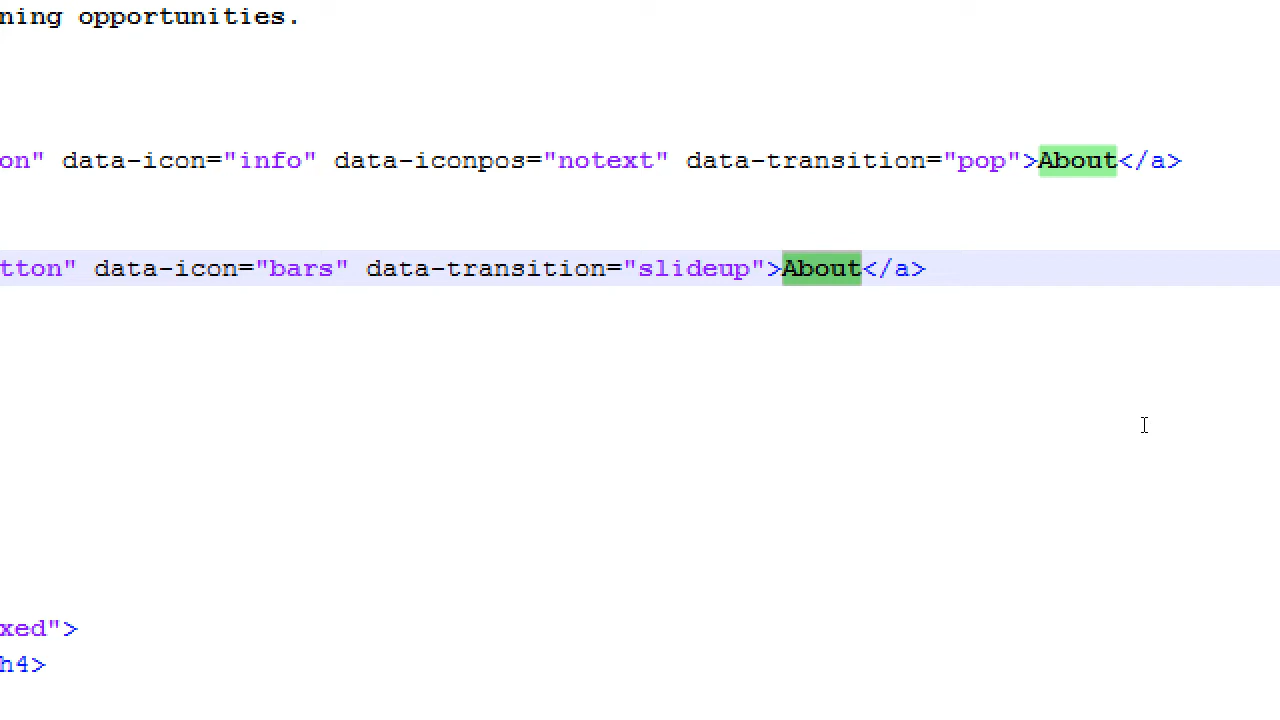 ning opportunities.
on" data-icon="info" data-iconpos="notext" data-transition="pop">About</a>
tton" data-icon="bars" data-transition="slideup">About</a>
xed">
h4>